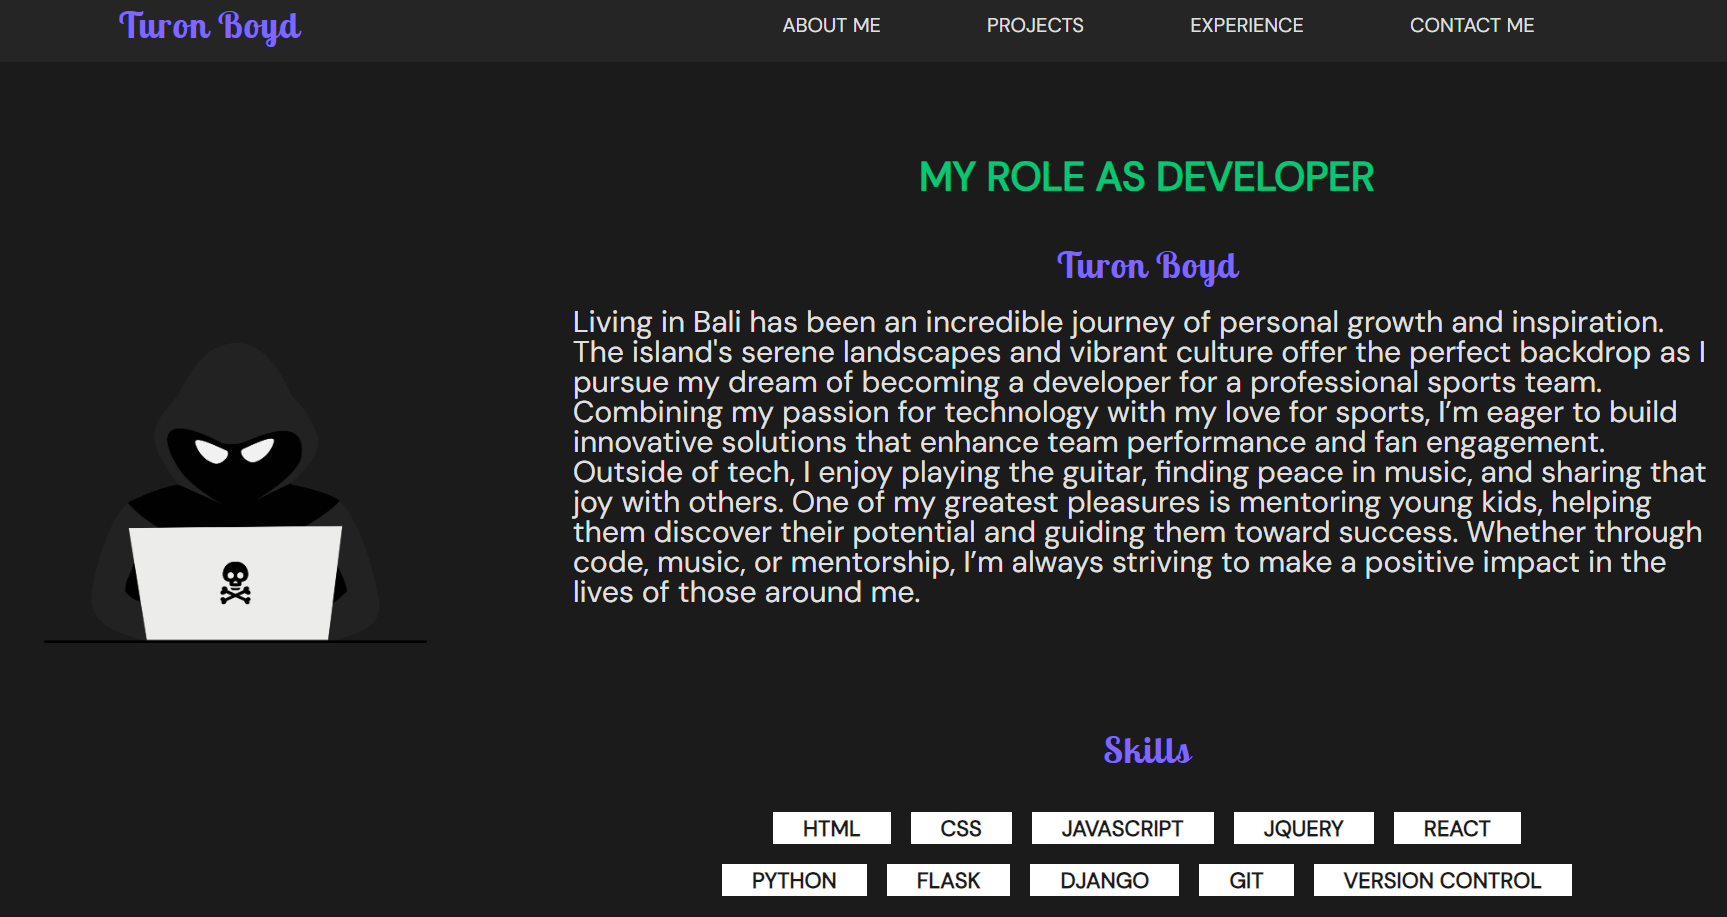 Turon Boyd
ABOUT ME
PROJECTS
EXPERIENCE
CONTACT ME
MY ROLE AS DEVELOPER
Turon Boyd
Living in Bali has been an incredible journey of personal growth and inspiration.
The island's serene landscapes and vibrant culture offer the perfect backdrop as I
pursue my dream of becoming a developer for a professional sports team.
Combining my passion for technology with my love for sports, I’m eager to build
innovative solutions that enhance team performance and fan engagement.
Outside of tech, I enjoy playing the guitar, finding peace in music, and sharing that
joy with others. One of my greatest pleasures is mentoring young kids, helping
them discover their potential and guiding them toward success. Whether through
code, music, or mentorship, I’m always striving to make a positive impact in the
lives of those around me.
Skills
HTML
CSS
JAVASCRIPT
JQUERY
REACT
PYTHON
FLASK
DJANGO
GIT
VERSION CONTROL